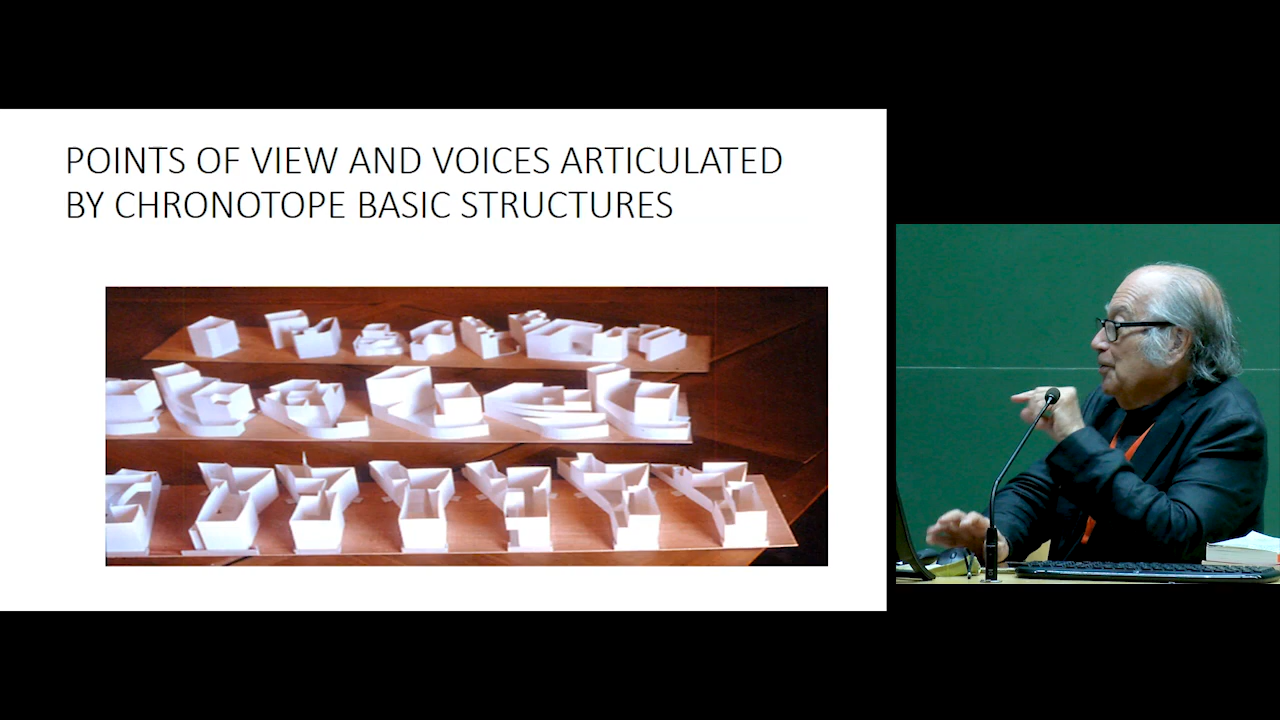 POINTS OF VIEW AND VOICES ARTICULATED
BY CHRONOTOPE BASIC STRUCTURES